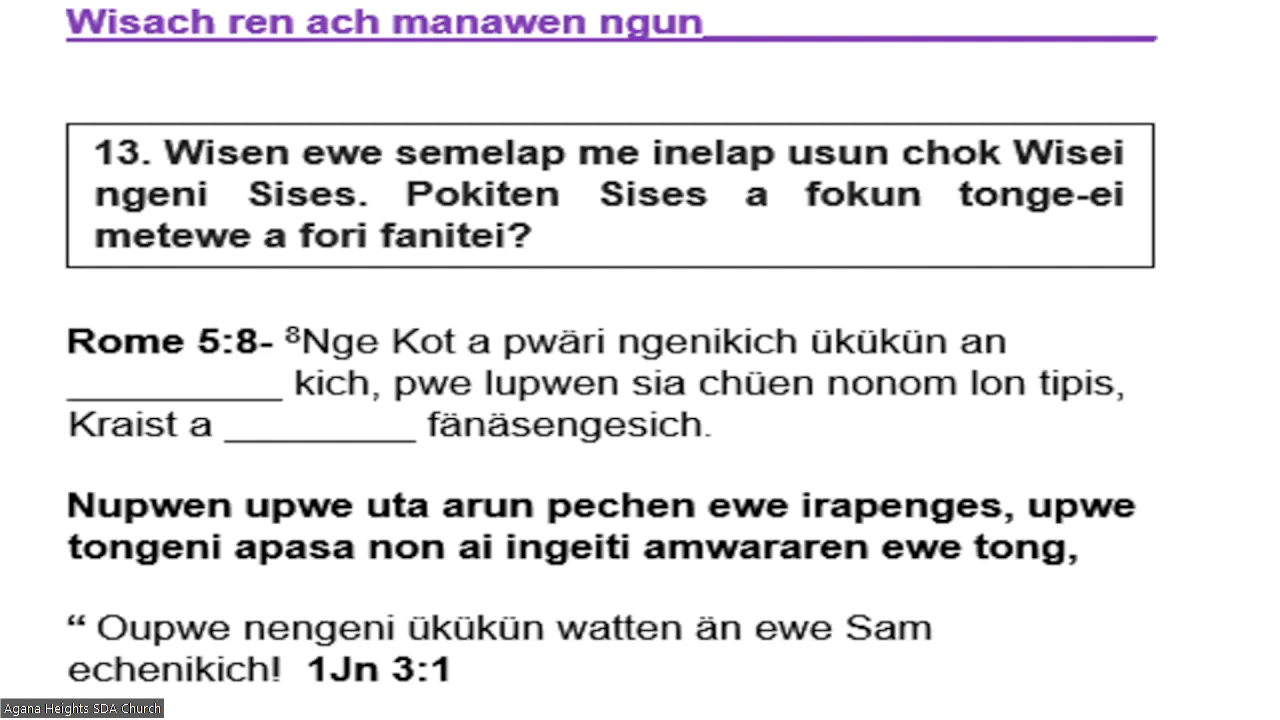 Wisach ren ach manawen ngun______________________
13. Wisen ewe semelap me inelap usun chok Wisei
ngeni Sises. Pokiten Sises a fokun tonge-ei
metewe a fori fanitei?
Rome 5:8- ⁸Nge Kot a pwäri ngenikich ükükün an
__________ kich, pwe lupwen sia chüen nonom lon tipis,
Kraist a _________ fänäsengesich.
Nupwen upwe uta arun pechen ewe irapenges, upwe
tongeni apasa non ai ingeiti amwararen ewe tong,
“ Oupwe nengeni ükükün watten än ewe Sam
echenikich! 1Jn 3:1
Agana Heights SDA Church